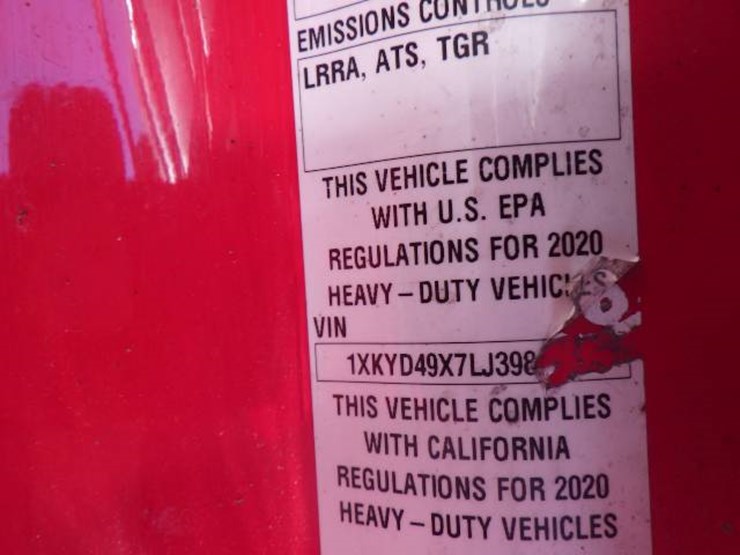 EMISSIONS CONTROLS
LRRA, ATS, TGR
THIS VEHICLE COMPLIES
WITH U.S. EPA
REGULATIONS FOR 2020
HEAVY – DUTY VEHICLES
VIN
THIS VEHICLE COMPLIES
WITH CALIFORNIA
REGULATIONS FOR 2020
HEAVY – DUTY VEHICLES